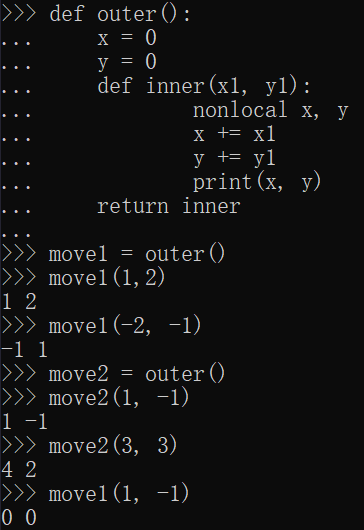 >>> def outer():
...     x = 0
...     y = 0
...     def inner(x1, y1):
...             nonlocal x, y
...             x += x1
...             y += y1
...             print(x, y)
...     return inner
...
>>> move1 = outer()
>>> move1(1,2)
1 2
>>> move1(-2, -1)
-1 1
>>> move2 = outer()
>>> move2(1, -1)
1 -1
>>> move2(3, 3)
4 2
>>> move1(1, -1)
0 0